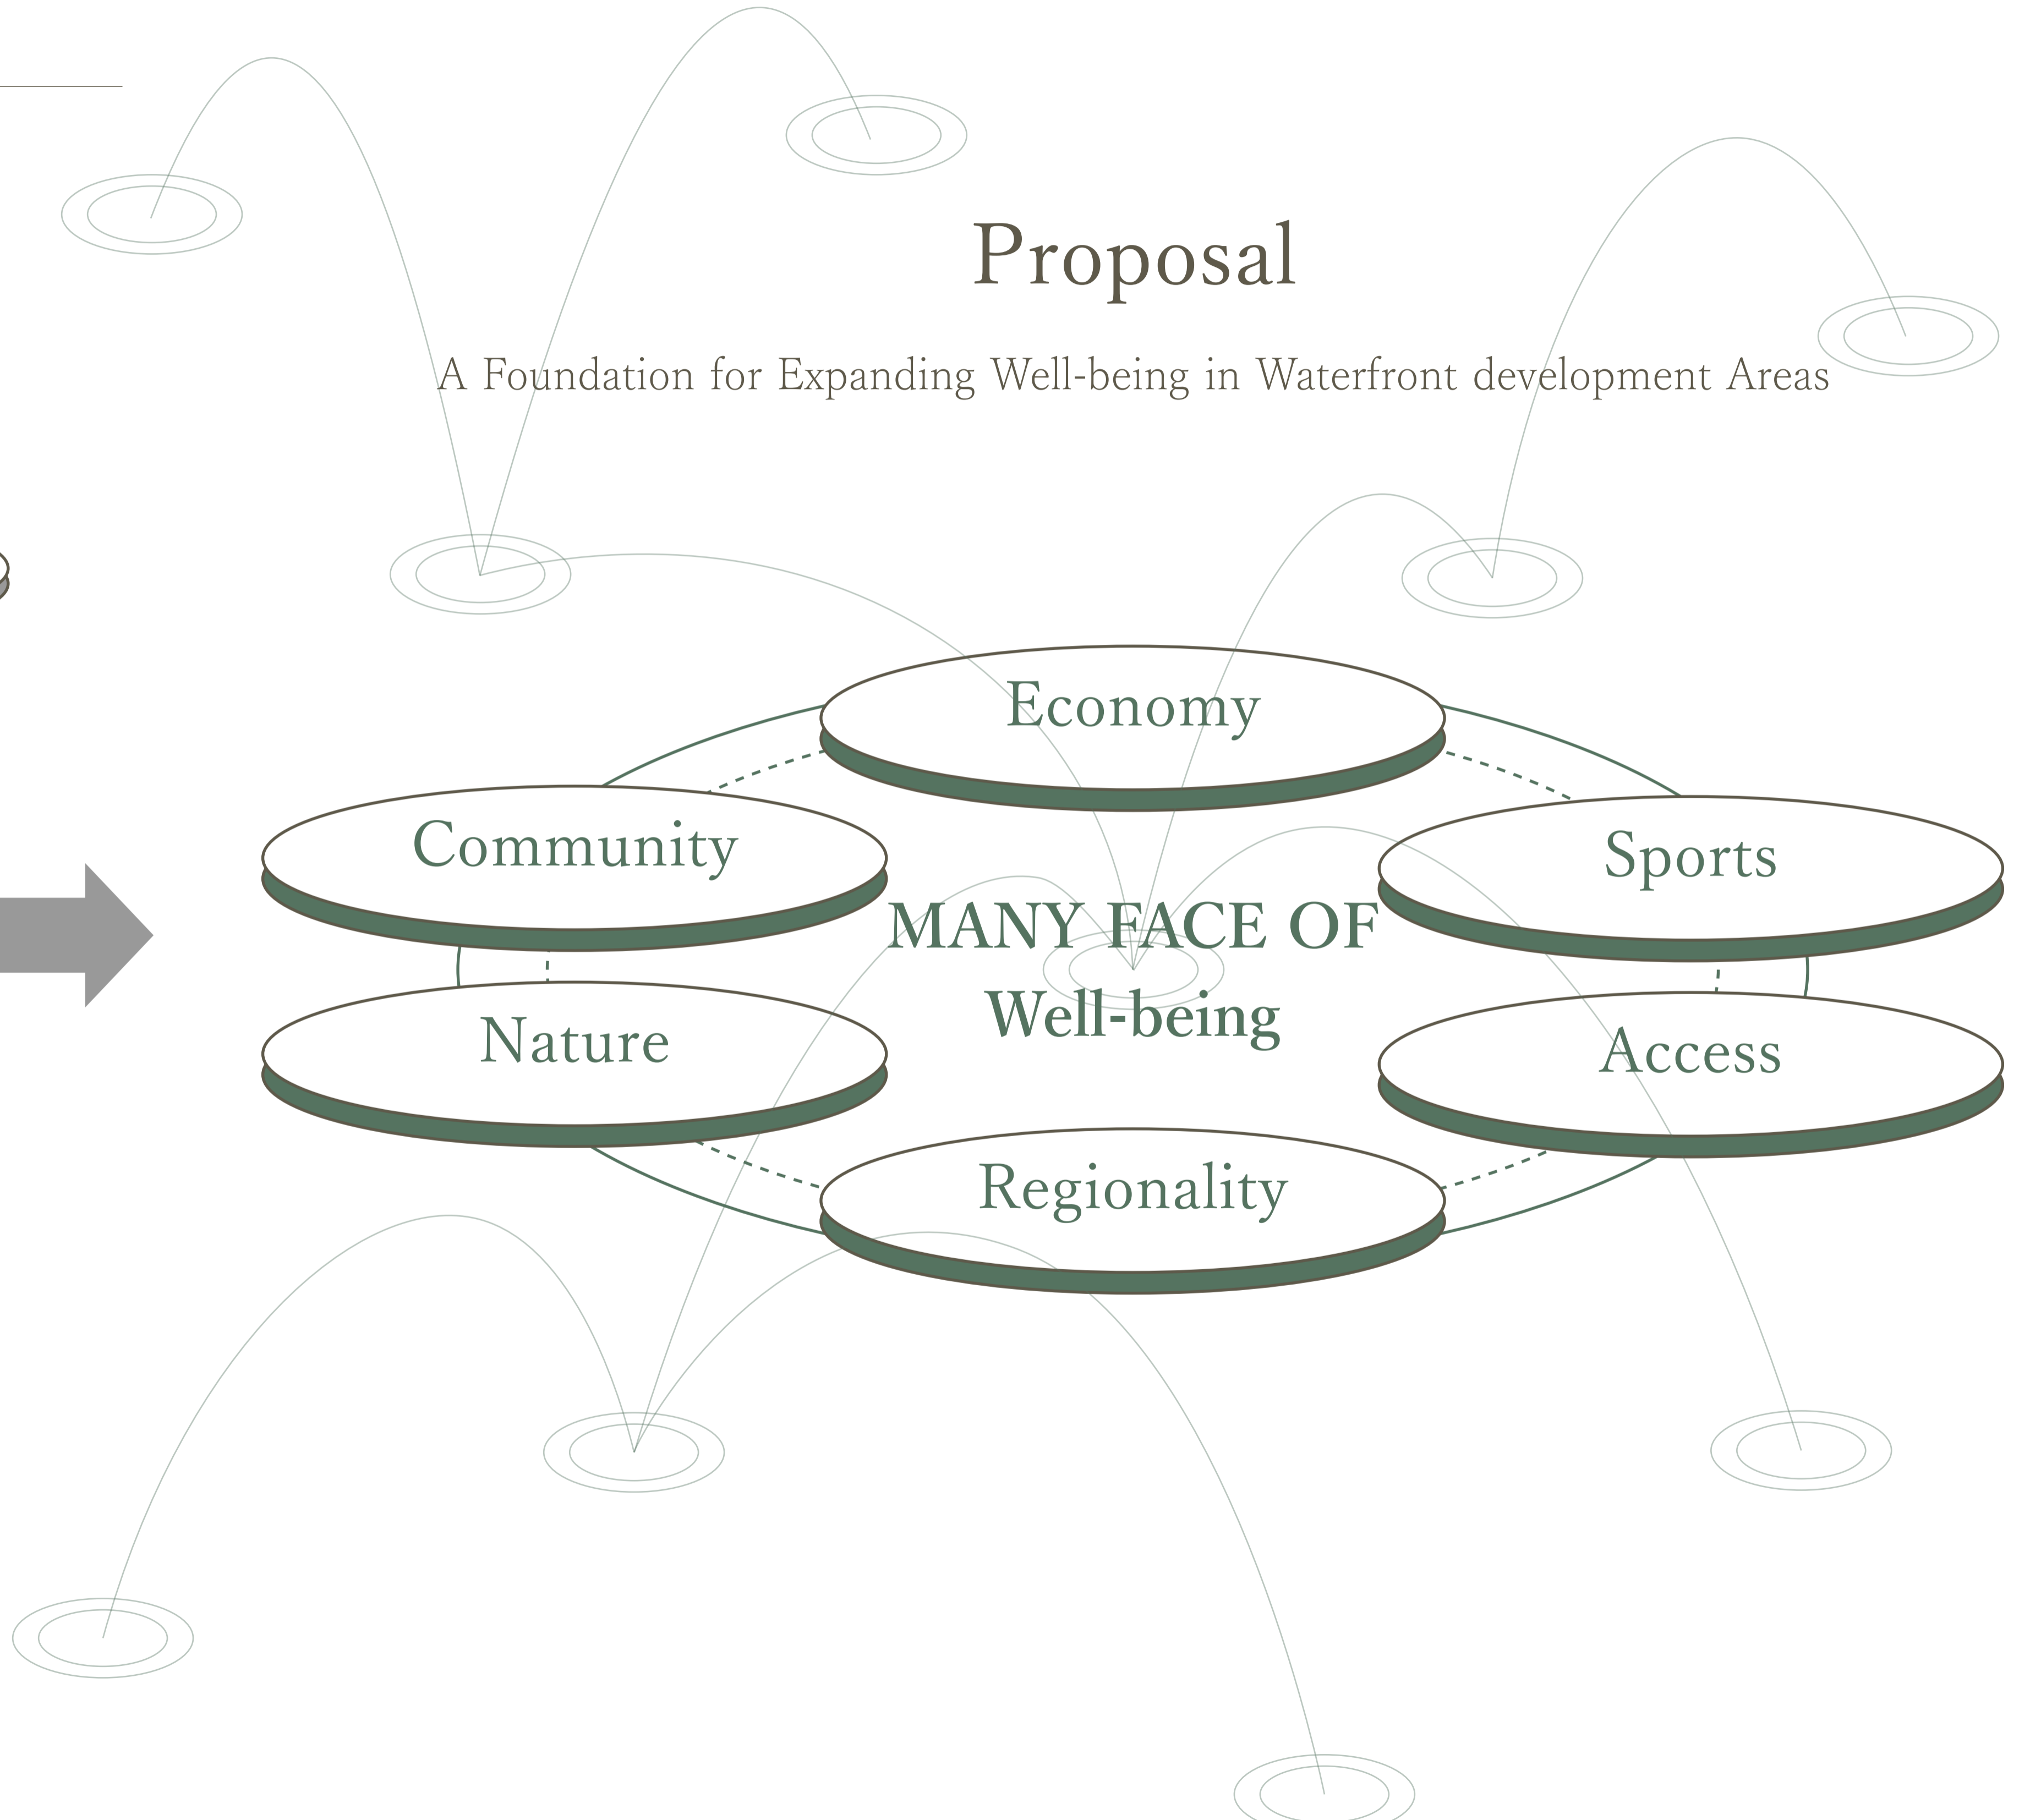 Proposal
A Foundation for Expanding Well-being in Waterfront development Areas
Economy
Community
Sports
MANY FACE OF
Well-being
Nature
Access
Regionality